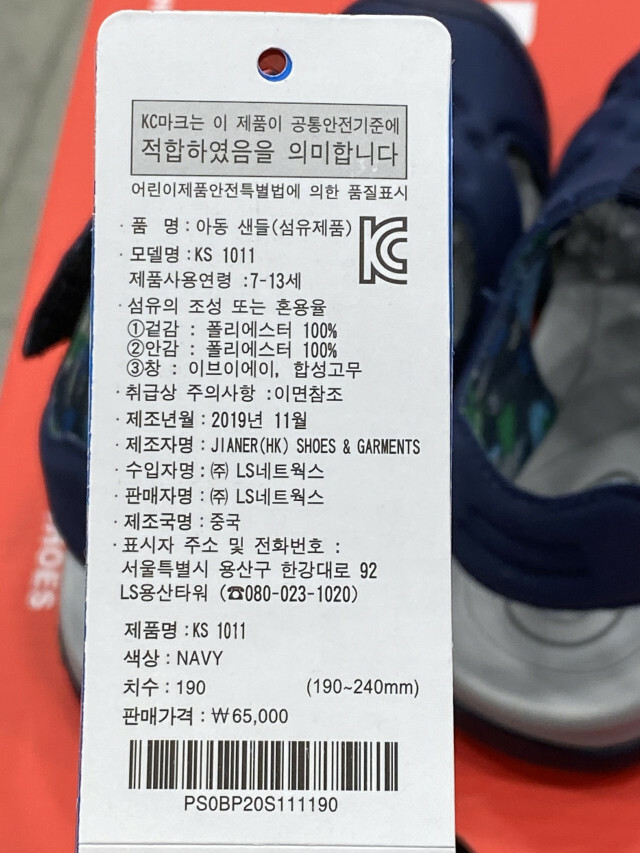 KC마크는 이 제품이 공통안전기준에
적합하였음을 의미합니다
어린이제품안전특별법에 의한 품질표시
· 품 명 : 아동 샌들(섬유제품)
· 모델명 : KS 1011
제품사용연령 :7-13세
· 섬유의 조성 또는 혼용율
①겉감 : 폴리에스터 100%
②안감 : 폴리에스터 100%
③창 : 이브이에이, 합성고무
· 취급상 주의사항 :이면참조
· 제조년월 : 2019년 11월
· 제조자명 : JIANER(HK) SHOES & GARMENTS
· 수입자명 : ㈜ LS네트웍스
· 판매자명 : ㈜ LS네트웍스
· 제조국명 : 중국
· 표시자 주소 및 전화번호 :
서울특별시 용산구 한강대로 92
LS용산타워 (☎080-023-1020)
제품명 : KS 1011
색상 : NAVY
치수 : 190 (190~240mm)
판매가격 : ₩65,000
PS0BP20S111190
KC